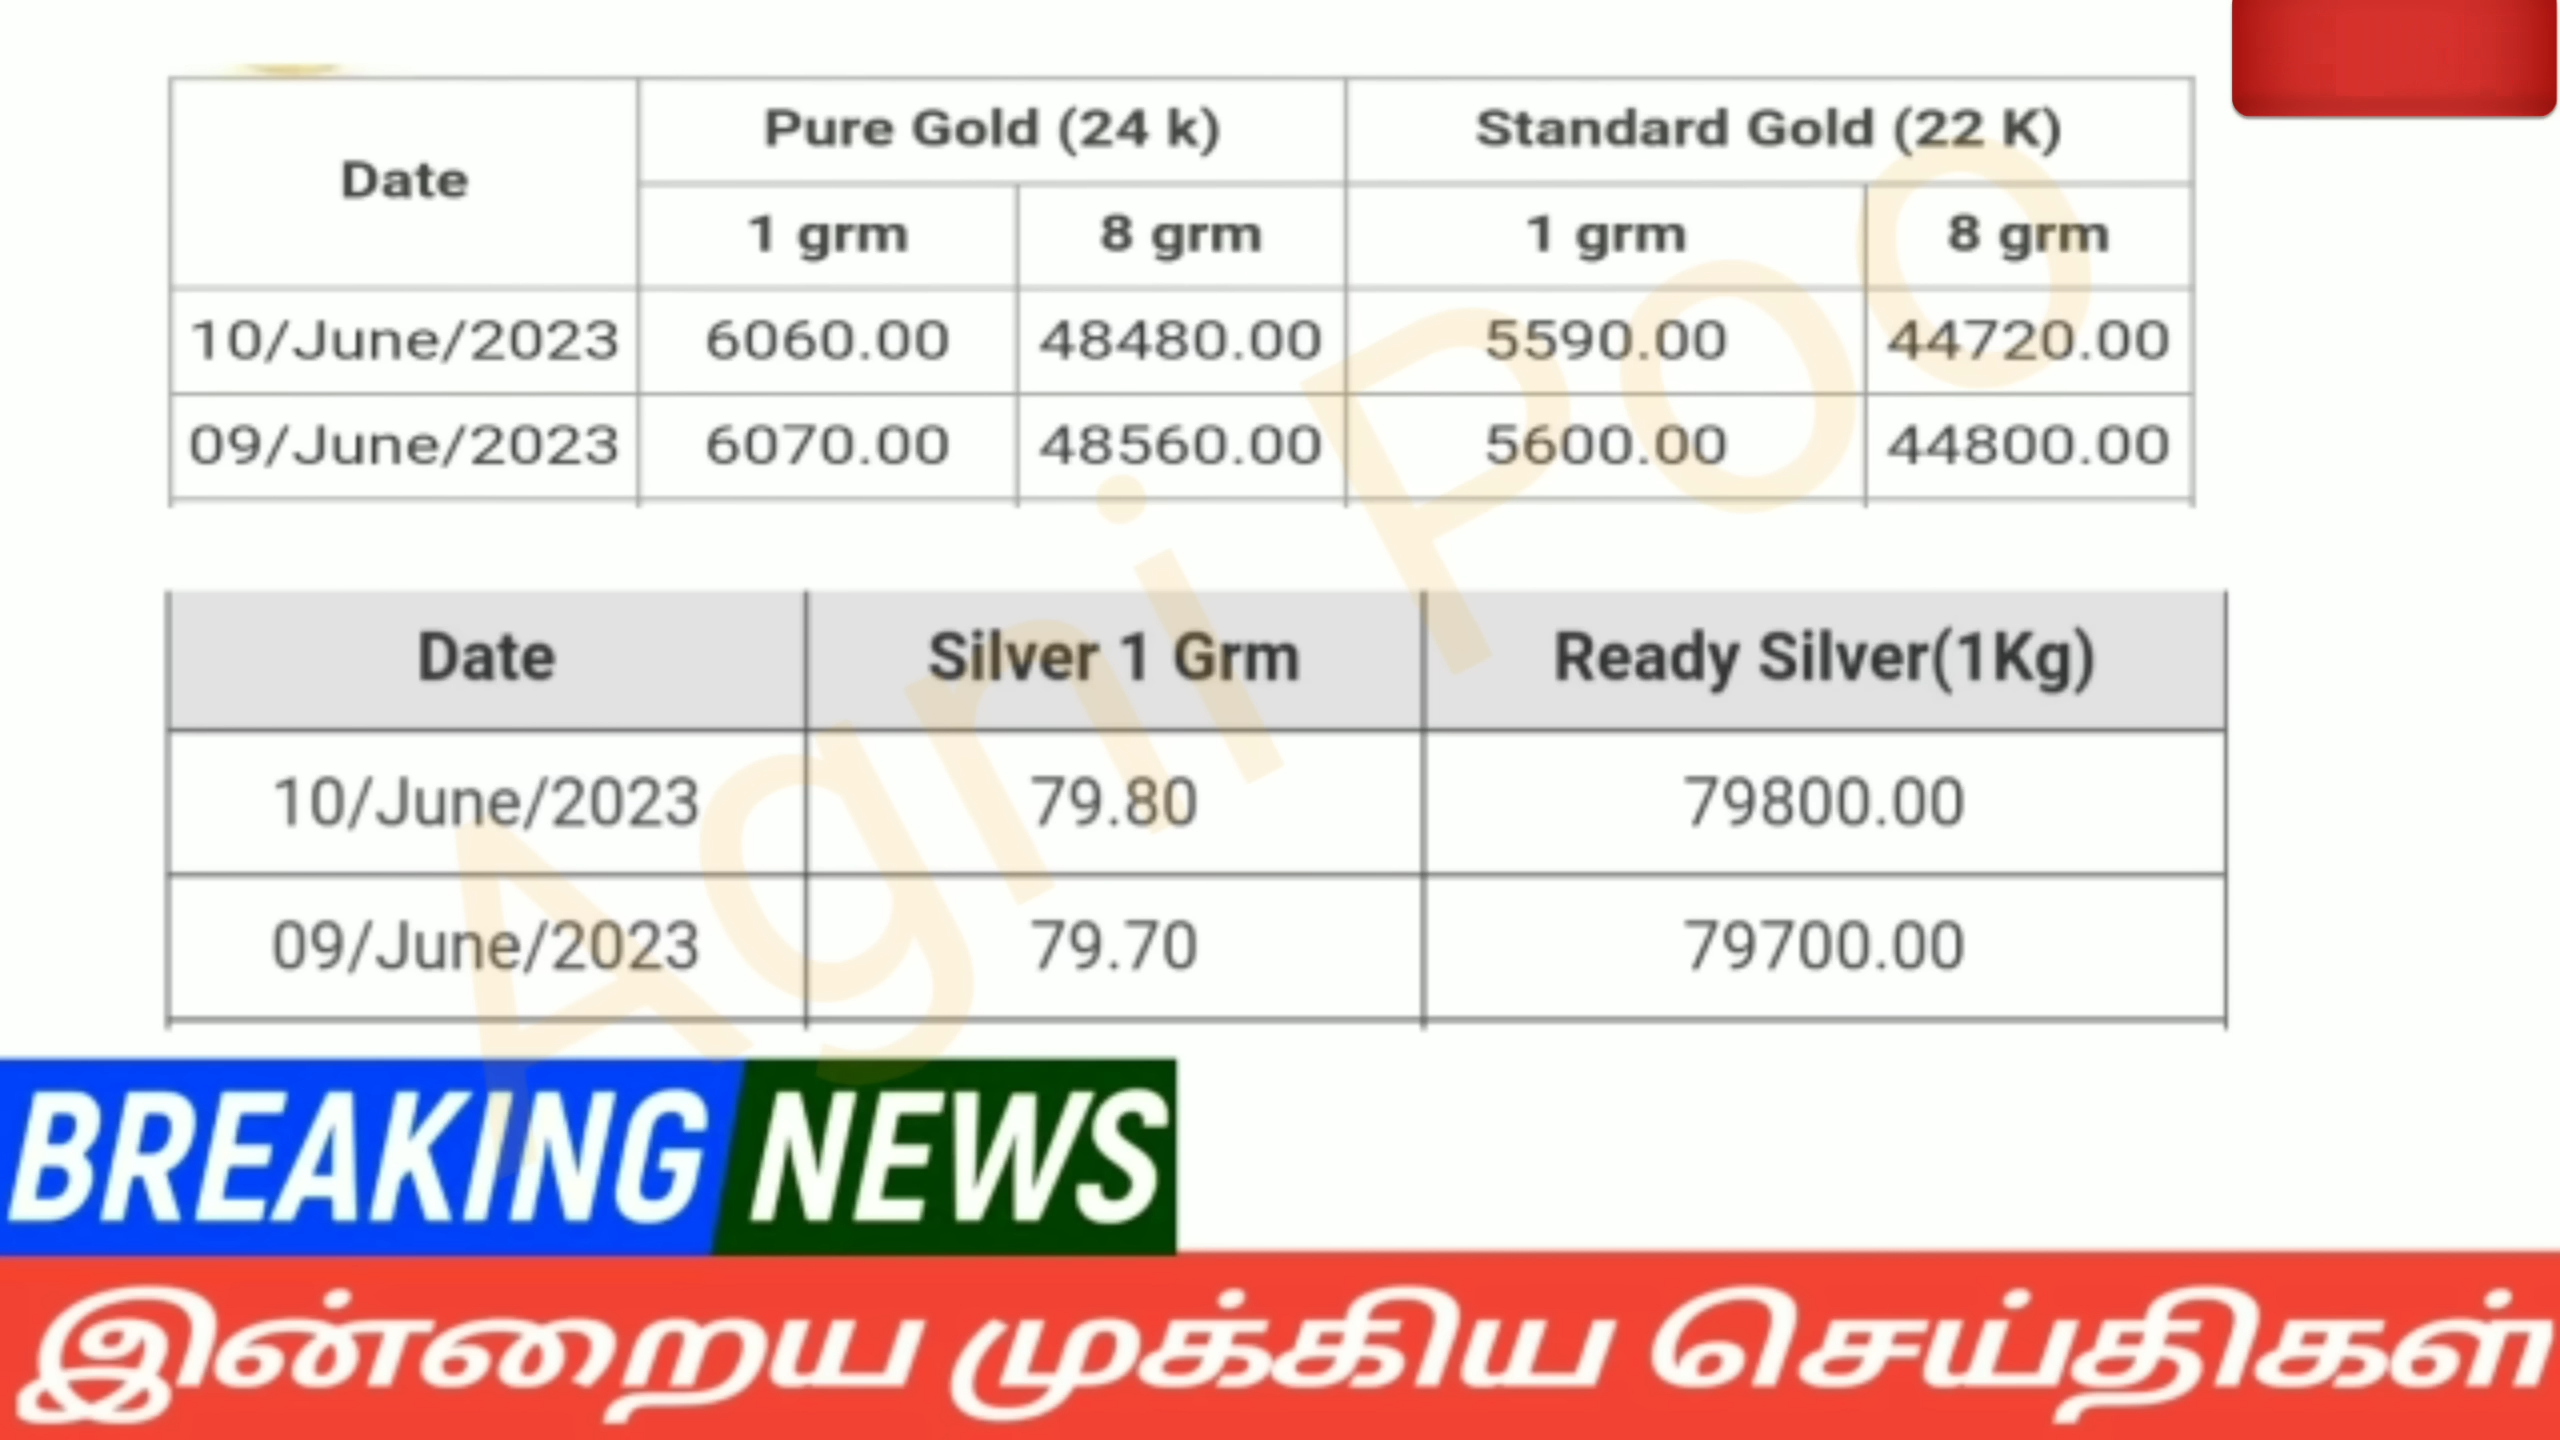 Pure Gold (24 k) Standard Gold (22 K)
Date
1 grm 8 grm 1 grm 8 grm
10/June/2023 6060.00 48480.00 5590.00 44720.00
09/June/2023 6070.00 48560.00 5600.00 44800.00
Date Silver 1 Grm Ready Silver(1Kg)
10/June/2023 79.80 79800.00
09/June/2023 79.70 79700.00
Agni Poo
BREAKING NEWS
இன்றைய முக்கிய செய்திகள்